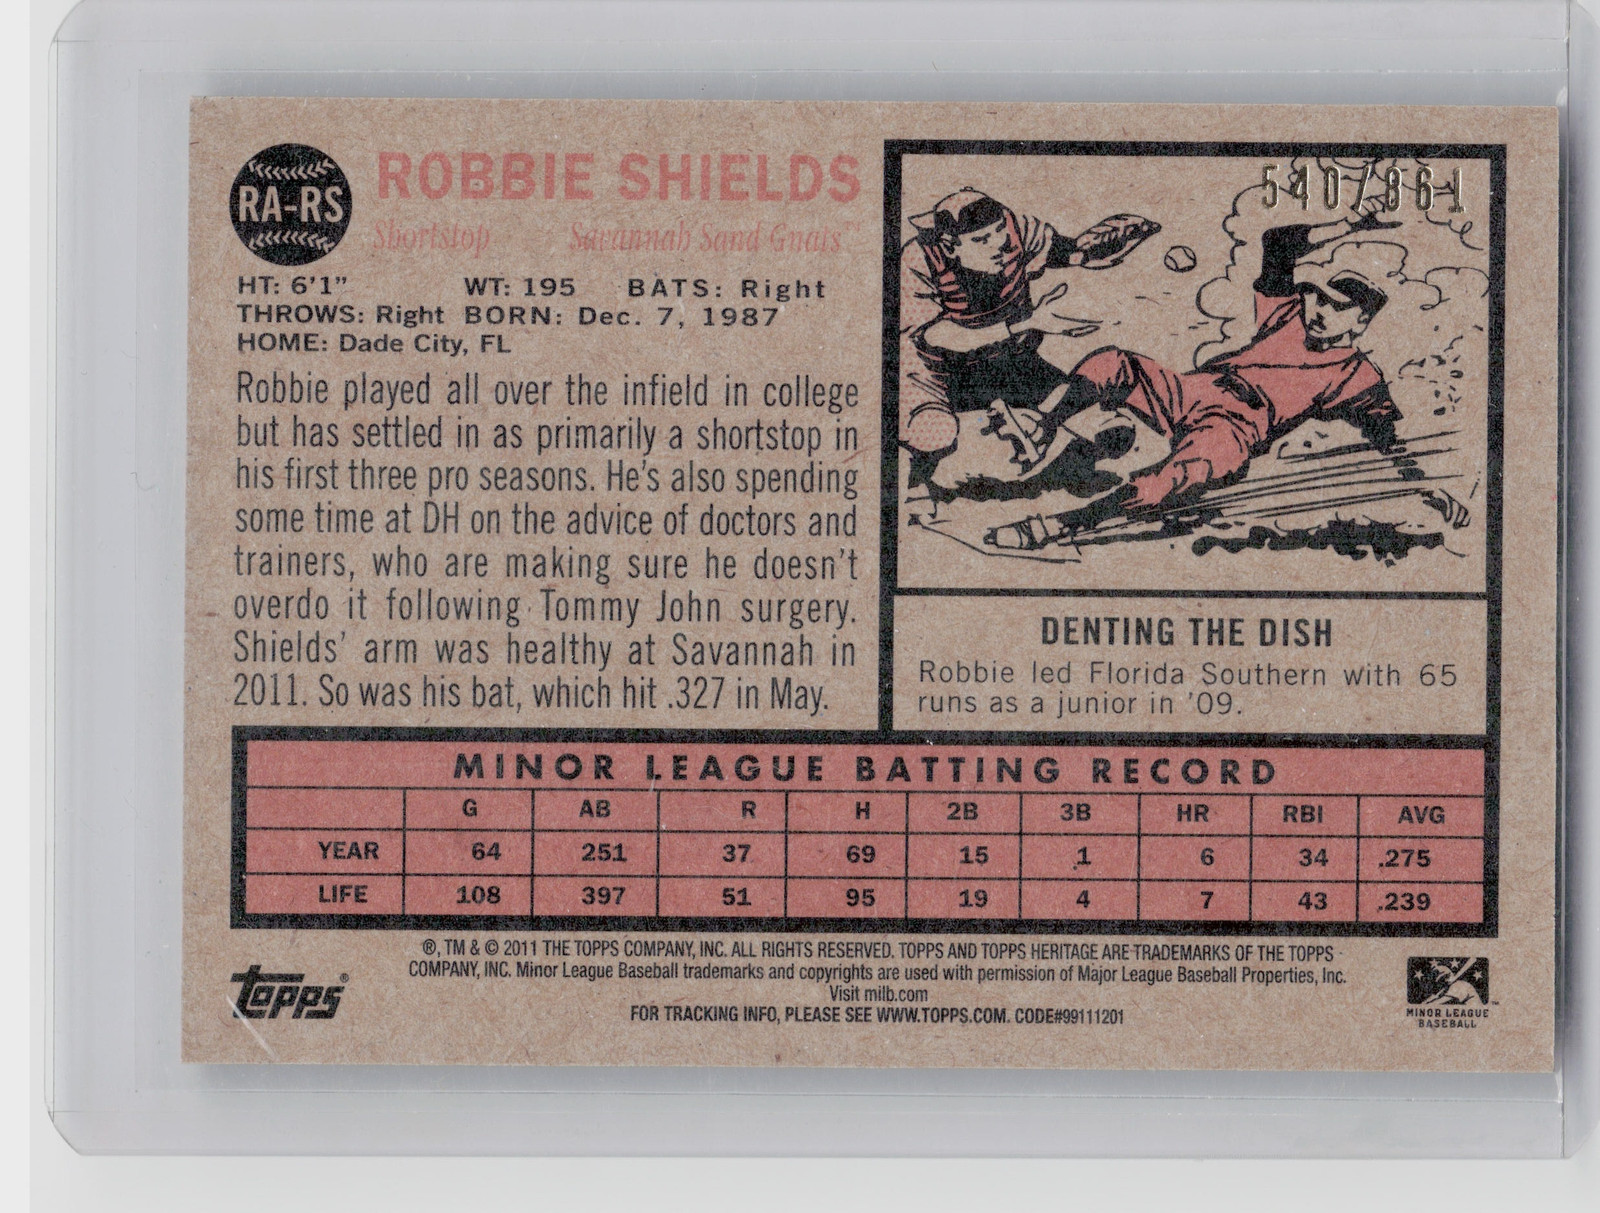 RA-RS
ROBBIE SHIELDS
Shortstop Savannah Sand Gnats™
HT: 6'1” WT: 195 BATS: Right
THROWS: Right BORN: Dec. 7, 1987
HOME: Dade City, FL
Robbie played all over the infield in college
but has settled in as primarily a shortstop in
his first three pro seasons. He's also spending
some time at DH on the advice of doctors and
trainers, who are making sure he doesn't
overdo it following Tommy John surgery.
Shields’ arm was healthy at Savannah in
2011. So was his bat, which hit .327 in May.
540/861
DENTING THE DISH
Robbie led Florida Southern with 65
runs as a junior in '09.
MINOR LEAGUE BATTING RECORD
G AB R H 2B 3B HR RBI AVG
YEAR 64 251 37 69 15 1 6 34 .275
LIFE 108 397 51 95 19 4 7 43 .239
®, TM & © 2011 THE TOPPS COMPANY, INC. ALL RIGHTS RESERVED. TOPPS AND TOPPS HERITAGE ARE TRADEMARKS OF THE TOPPS
COMPANY, INC. Minor League Baseball trademarks and copyrights are used with permission of Major League Baseball Properties, Inc.
Visit milb.com
FOR TRACKING INFO, PLEASE SEE WWW.TOPPS.COM. CODE#99111201
topps®
MINOR LEAGUE
BASEBALL